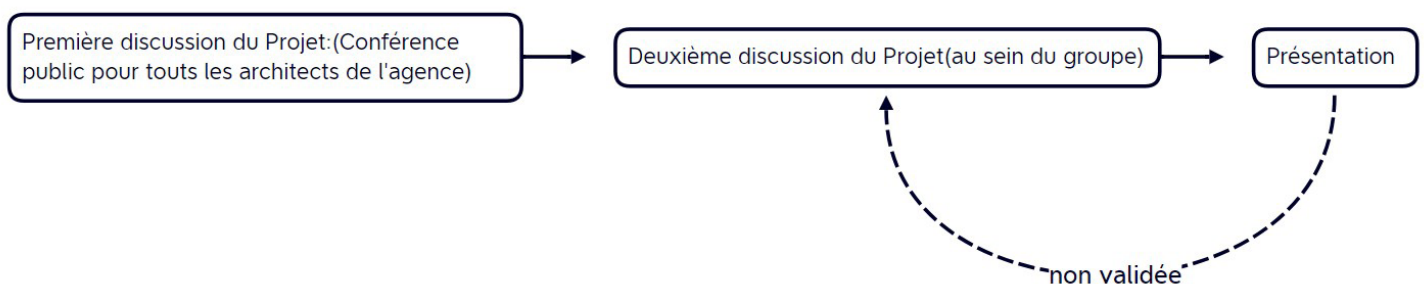 Première discussion du Projet:(Conférence
public pour touts les architects de l'agence)
Deuxième discussion du Projet(au sein du groupe)
Présentation
non validée